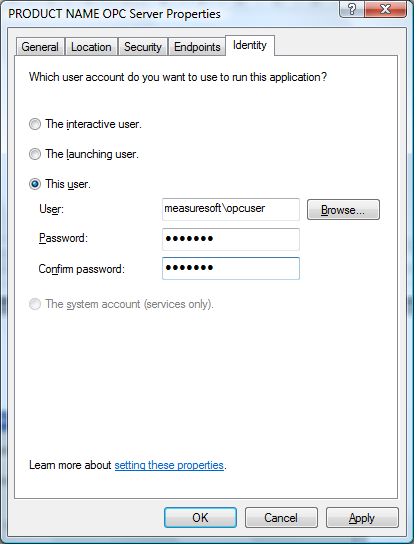 PRODUCT NAME OPC Server Properties
General Location Security Endpoints Identity
Which user account do you want to use to run this application?
The interactive user.
The launching user.
This user.
User: measuresoft\opcuser Browse...
Password: •••••••
Confirm password: •••••••
The system account (services only).
Learn more about setting these properties.
OK Cancel Apply